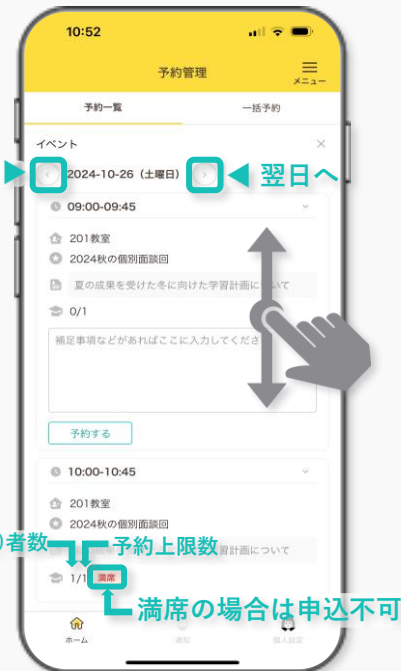 10:52
予約管理
メニュー
予約一覧
一括予約
イベント
×
2024-10-26（土曜日）
翌日へ
09:00-09:45
201教室
2024秋の個別面談回
夏の成果を受けた冬に向けた学習計画について
0/1
補足事項などがあればここに入力してくださ
予約する
10:00-10:45
201教室
2024秋の個別面談回
者数
予約上限数
習計画について
1/1 満席
満席の場合は申込不可
ホーム
通知
個人設定